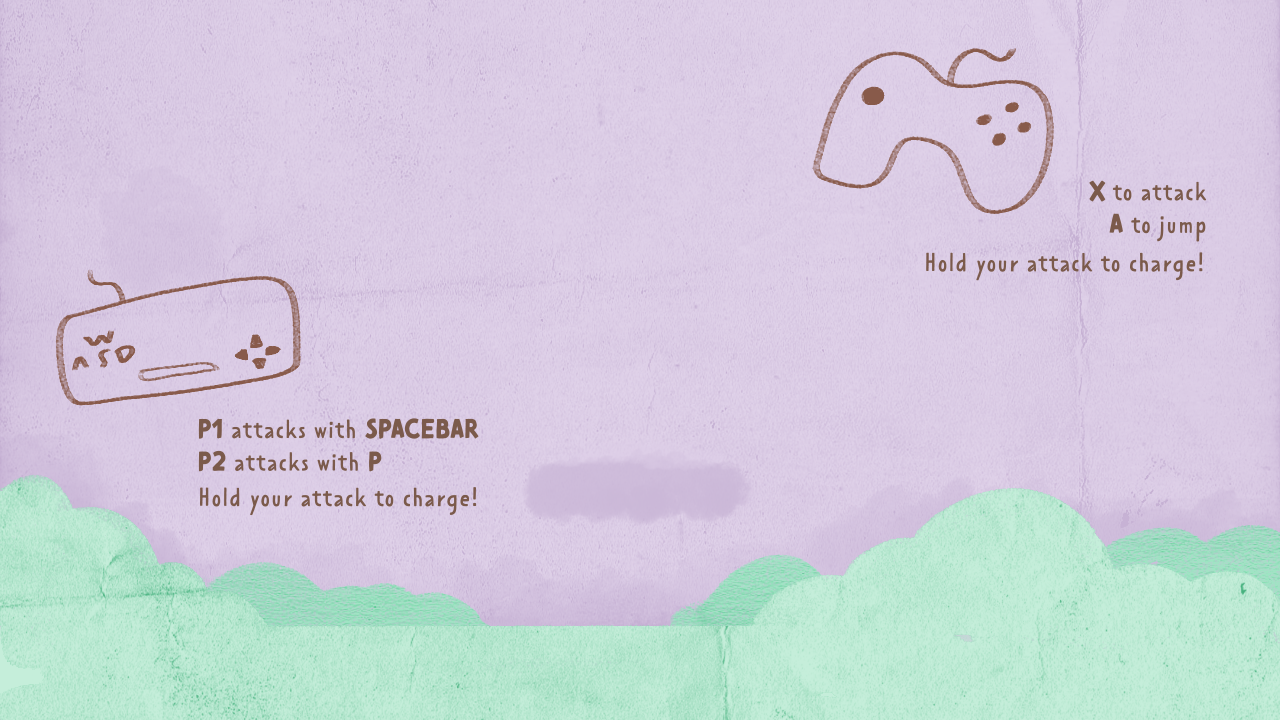 X to attack
A to jump
Hold your attack to charge!
W
A S D
P1 attacks with SPACEBAR
P2 attacks with P
Hold your attack to charge!